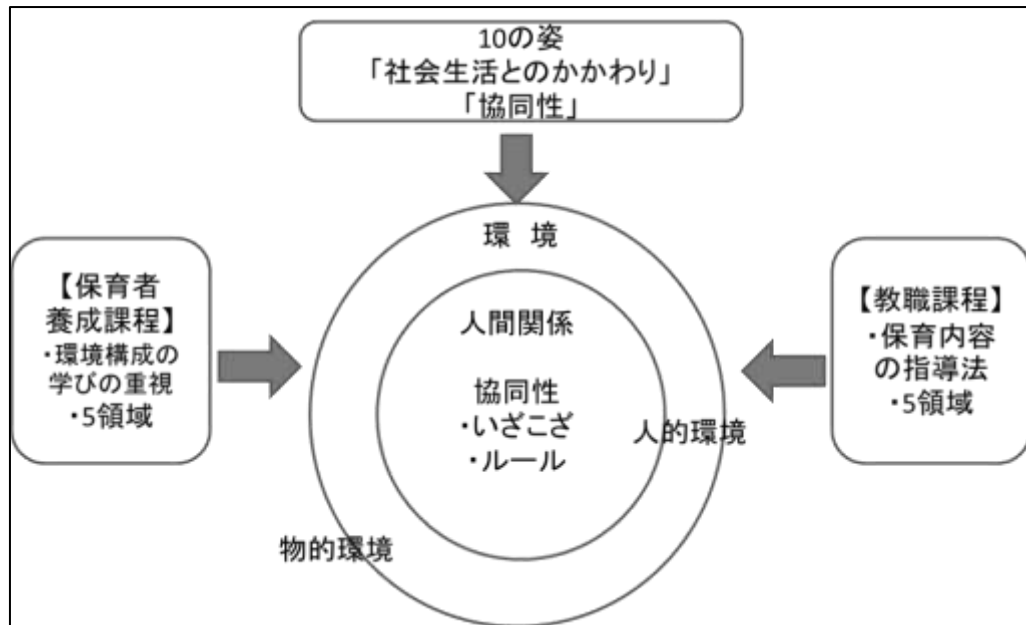 10の姿
「社会生活とのかかわり」
「協同性」
【保育者
養成課程】
・環境構成の
学びの重視
・5領域
環 境
人間関係
協同性
・いざこざ
・ルール
人的環境
物的環境
【教職課程】
・保育内容
の指導法
・5領域